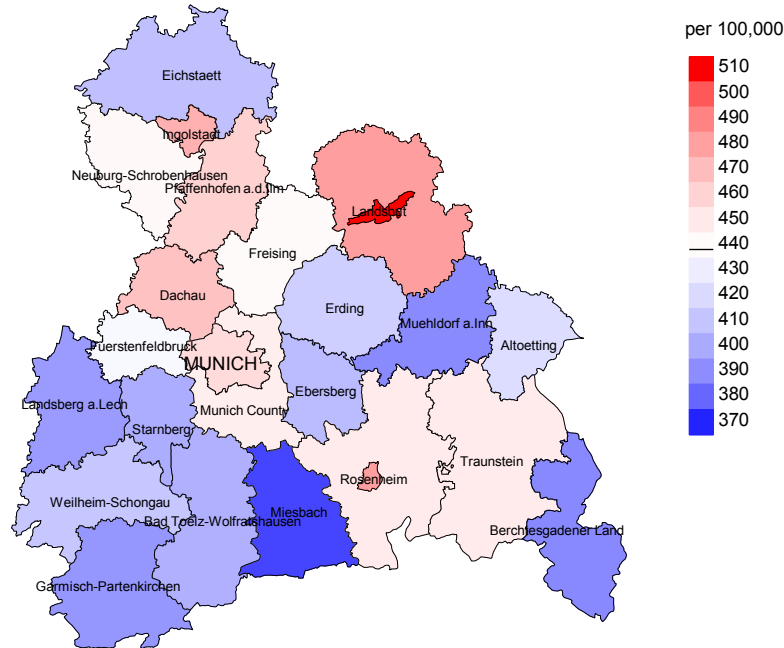 per 100,000
510
500
490
480
470
460
450
440
430
420
410
400
390
380
370
Eichstaett
Ingolstadt
Neuburg-Schrobenhausen
Pfaffenhofen a.d.Ilm
Landshut
Freising
Dachau
Erding
Muehldorf a.Inn
Altoetting
Fuerstenfeldbruck
MUNICH
Ebersberg
Landsberg a.Lech
Munich County
Starnberg
Traunstein
Rosenheim
Weilheim-Schongau
Miesbach
Bad Toelz-Wolfratshausen
Berchtesgadener Land
Garmisch-Partenkirchen